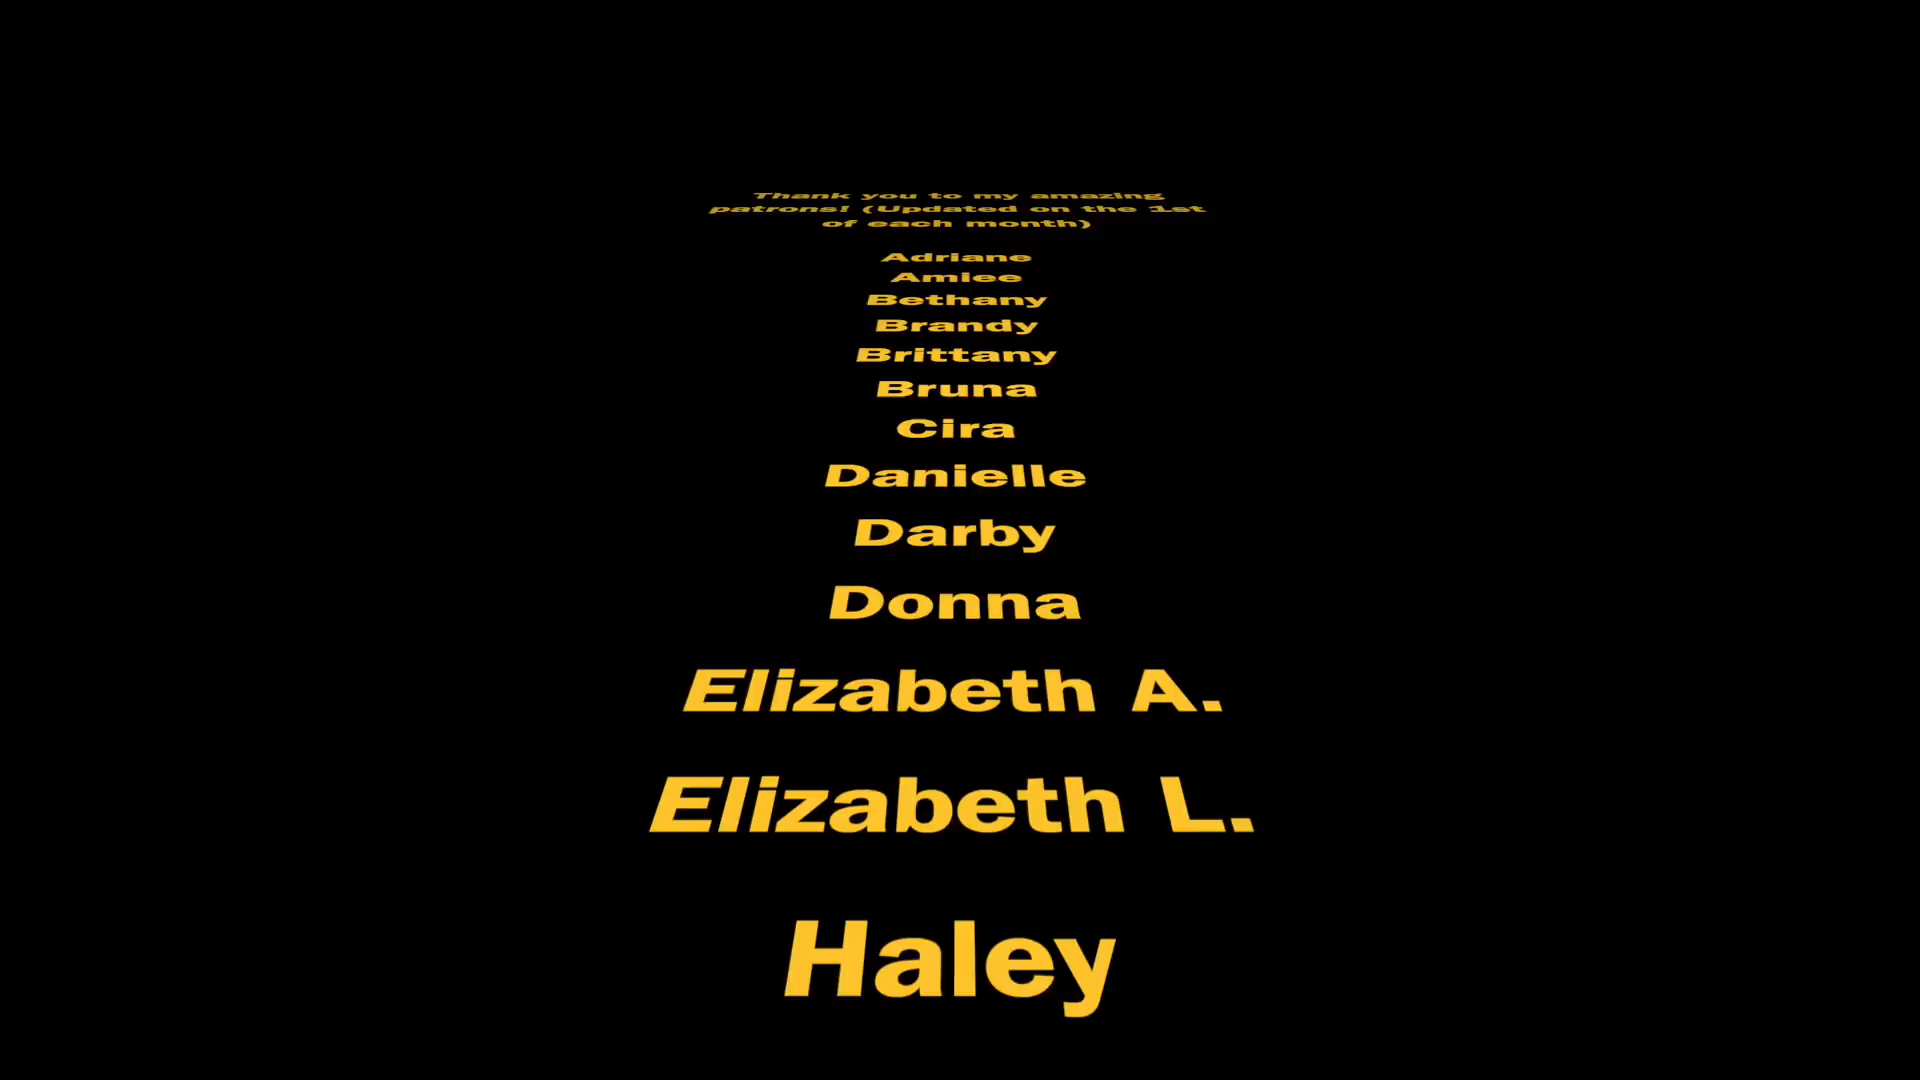 Thank you to my amazing
patrons! (Updated on the 1st
of each month)
Adriane
Amiee
Bethany
Brandy
Brittany
Bruna
Cira
Danielle
Darby
Donna
Elizabeth A.
Elizabeth L.
Haley